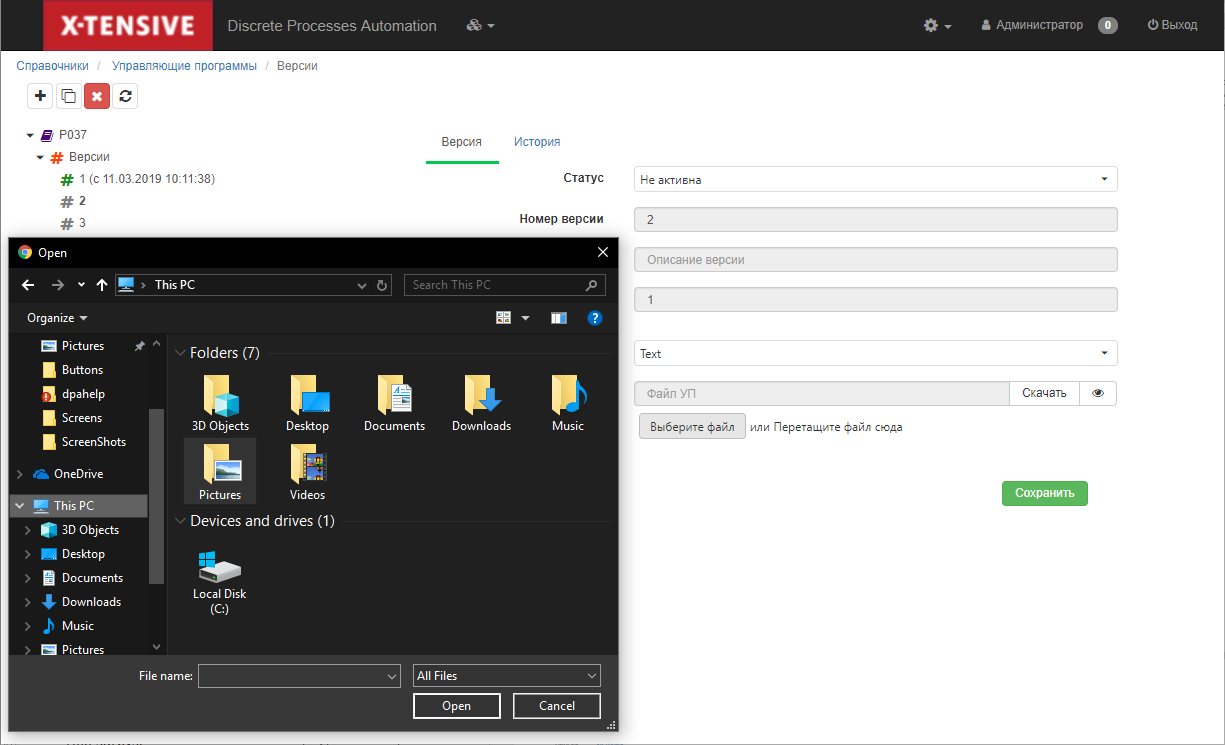 X-TENSIVE
Discrete Processes Automation
Администратор
0
Выход
Справочники / Управляющие программы / Версии
P037
Версии
1 (с 11.03.2019 10:11:38)
2
3
Версия
История
Статус
Не активна
Номер версии
2
Описание версии
1
Text
Файл УП
Скачать
Выберите файл или Перетащите файл сюда
Сохранить
Open
This PC
Search This PC
Organize
?
Pictures
Buttons
dpahelp
Screens
ScreenShots
OneDrive
This PC
3D Objects
Desktop
Documents
Downloads
Music
Pictures
Folders (7)
3D Objects
Desktop
Documents
Downloads
Music
Pictures
Videos
Devices and drives (1)
Local Disk
(C:)
File name:
All Files
Open
Cancel